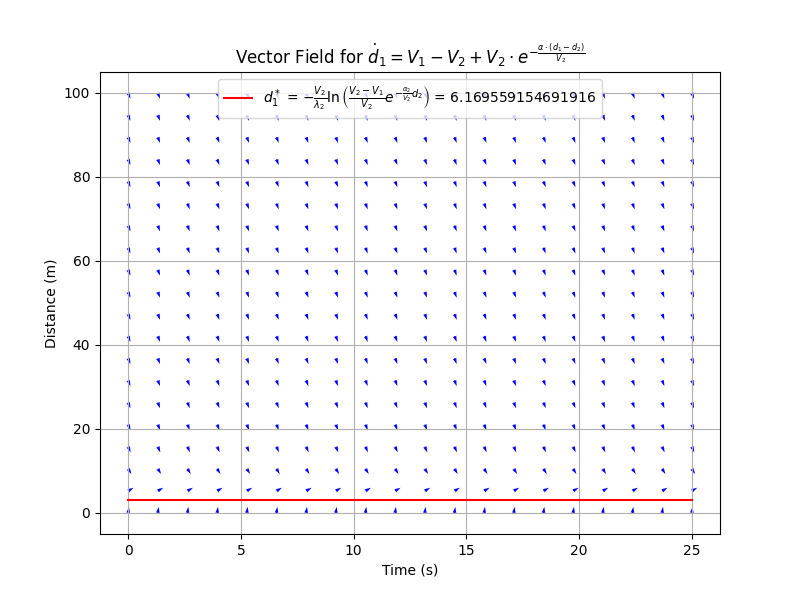 Vector Field for $\dot{d}_1 = V_1 - V_2 + V_2 \cdot e^{-\frac{\alpha \cdot (d_1 - d_2)}{V_2}}$
$d_1^* = -\frac{V_2}{\lambda_2} \ln \left( \frac{V_2 - V_1}{V_2} e^{-\frac{\alpha_2}{V_2} d_2} \right)$ = 6.169559154691916
100
80
60
40
20
0
Distance (m)
0 5 10 15 20 25
Time (s)